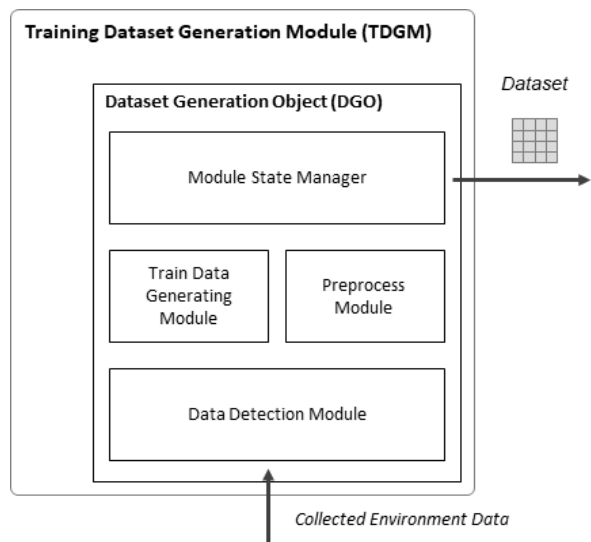 Training Dataset Generation Module (TDGM)
Dataset
Dataset Generation Object (DGO)
Module State Manager
Train Data
Generating
Module
Preprocess
Module
Data Detection Module
Collected Environment Data